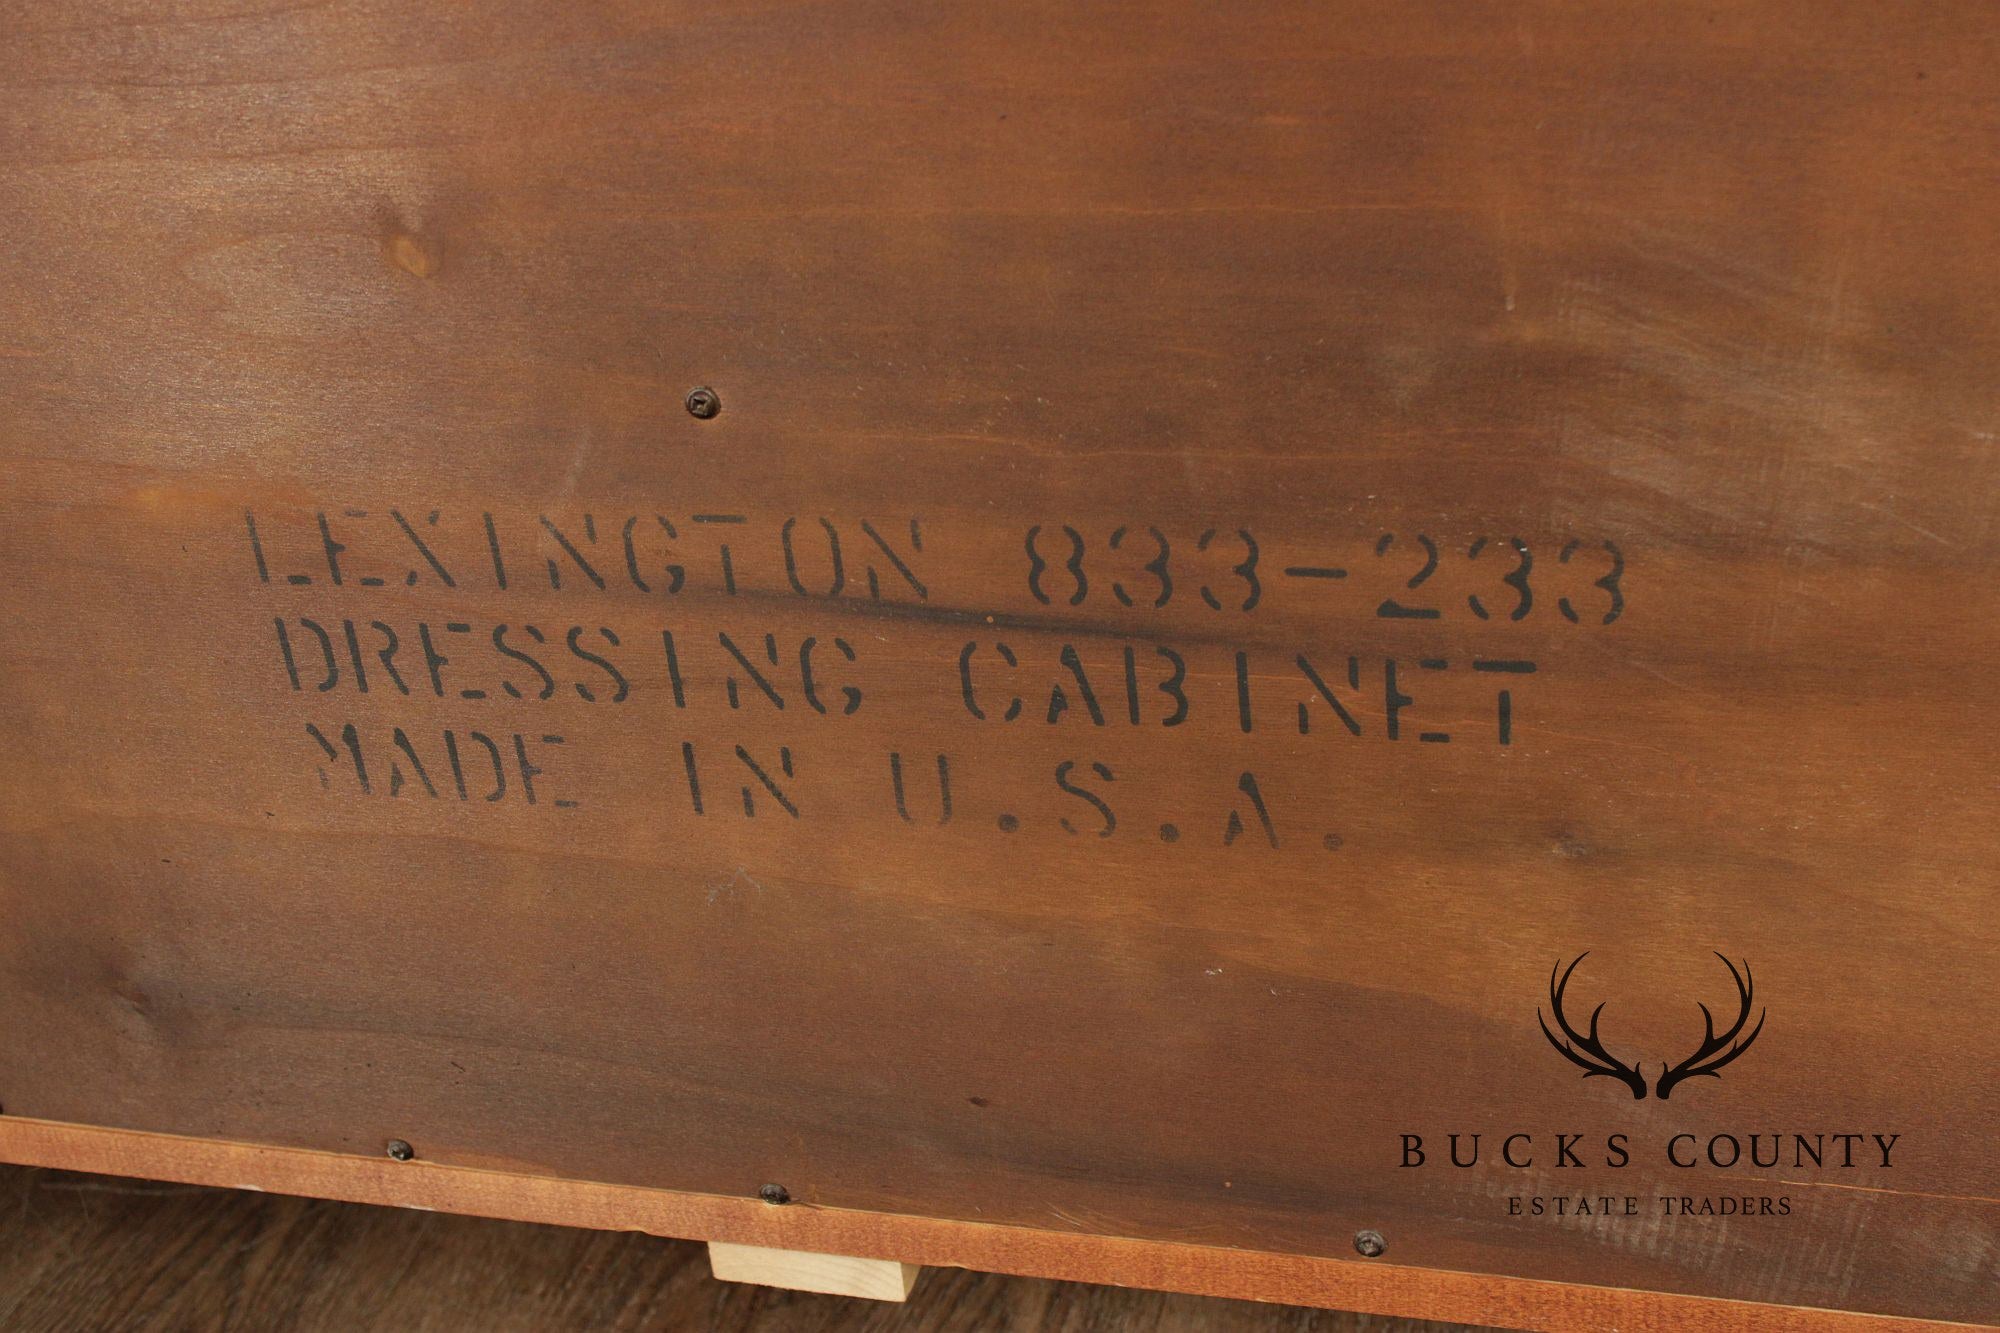 LEXINGTON 833-233
DRESSING CABINET
MADE IN U.S.A.
BUCKS COUNTY
ESTATE TRADERS